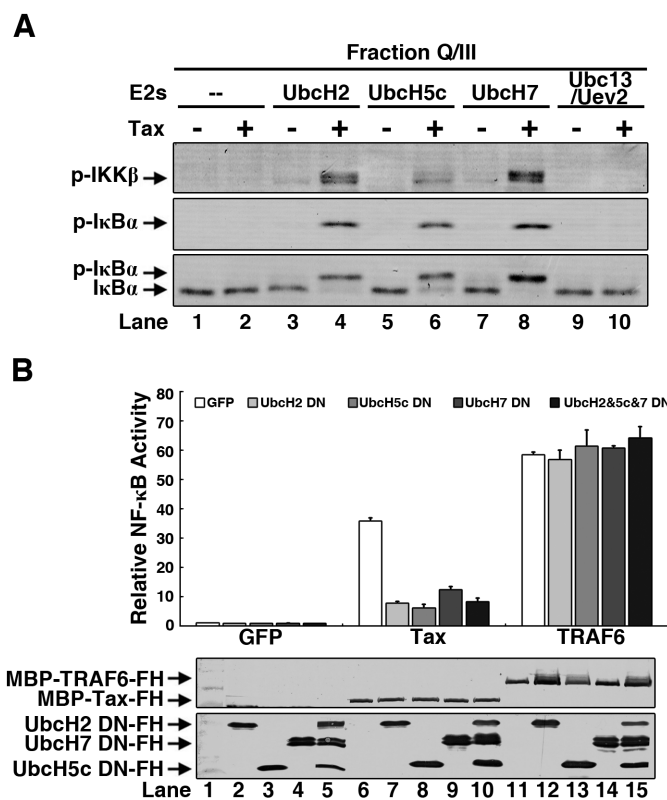 A
Fraction Q/III
E2s -- UbcH2 UbcH5c UbcH7 Ubc13/Uev2
Tax - + - + - + - + - +
p-IKKβ
p-IκBα
p-IκBα
IκBα
Lane 1 2 3 4 5 6 7 8 9 10
B
Relative NF-κB Activity
80
70
60
50
40
30
20
10
0
GFP UbcH2 DN UbcH5c DN UbcH7 DN UbcH2&5c&7 DN
GFP Tax TRAF6
MBP-TRAF6-FH
MBP-Tax-FH
UbcH2 DN-FH
UbcH7 DN-FH
UbcH5c DN-FH
Lane 1 2 3 4 5 6 7 8 9 10 11 12 13 14 15